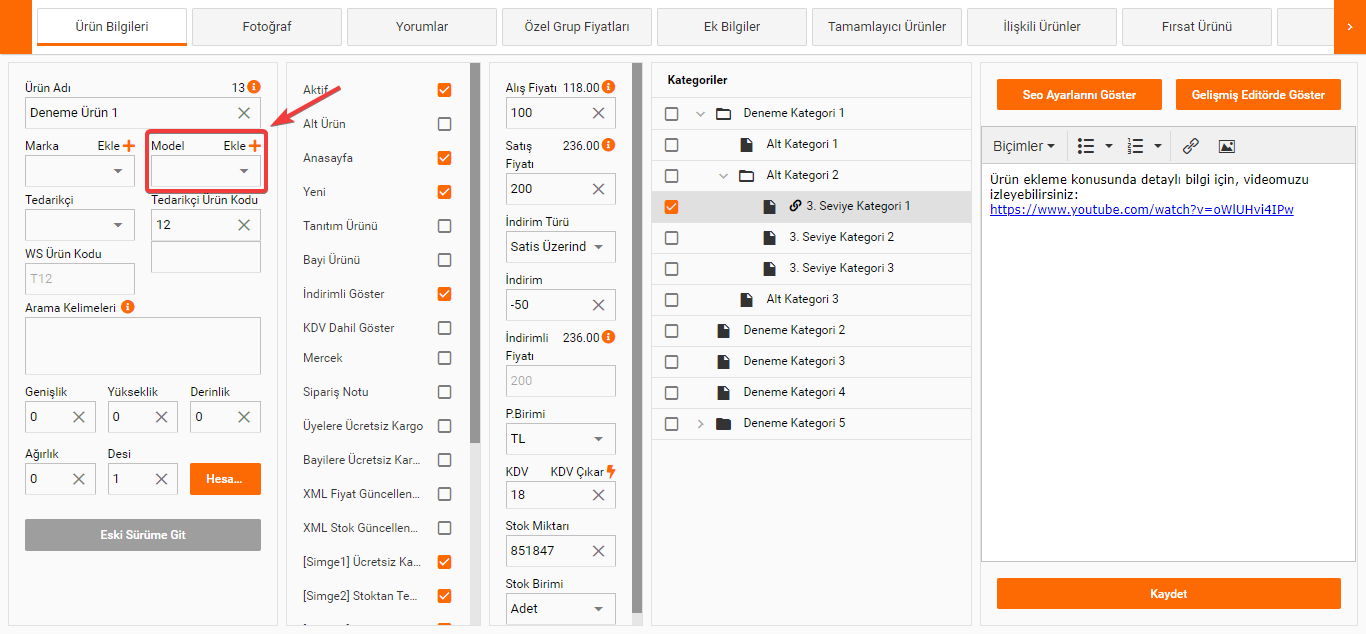 Ürün Bilgileri
Fotoğraf
Yorumlar
Özel Grup Fiyatları
Ek Bilgiler
Tamamlayıcı Ürünler
İlişkili Ürünler
Fırsat Ürünü
Ürün Adı 13
Deneme Ürün 1
Marka Ekle
Model Ekle
Tedarikçi
Tedarikçi Ürün Kodu
12
WS Ürün Kodu
T12
Arama Kelimeleri
Genişlik Yükseklik Derinlik
0 0 0
Ağırlık Desi
0 1 Hesa...
Eski Sürüme Git
Aktif
Alt Ürün
Anasayfa
Yeni
Tanıtım Ürünü
Bayi Ürünü
İndirimli Göster
KDV Dahil Göster
Mercek
Sipariş Notu
Üyelere Ücretsiz Kargo
Bayilere Ücretsiz Kar...
XML Fiyat Güncellen...
XML Stok Güncellen...
[Simge1] Ücretsiz Ka...
[Simge2] Stoktan Te...
Alış Fiyatı 118.00
100
Satış 236.00
Fiyatı
200
İndirim Türü
Satis Üzerind
İndirim
-50
İndirimli 236.00
Fiyatı
200
P.Birimi
TL
KDV KDV Çıkar
18
Stok Miktarı
851847
Stok Birimi
Adet
Kategoriler
Deneme Kategori 1
Alt Kategori 1
Alt Kategori 2
3. Seviye Kategori 1
3. Seviye Kategori 2
3. Seviye Kategori 3
Alt Kategori 3
Deneme Kategori 2
Deneme Kategori 3
Deneme Kategori 4
Deneme Kategori 5
Seo Ayarlarını Göster
Gelişmiş Editörde Göster
Biçimler
Ürün ekleme konusunda detaylı bilgi için, videomuzu
izleyebilirsiniz:
https://www.youtube.com/watch?v=oWlUHvi4IPw
Kaydet